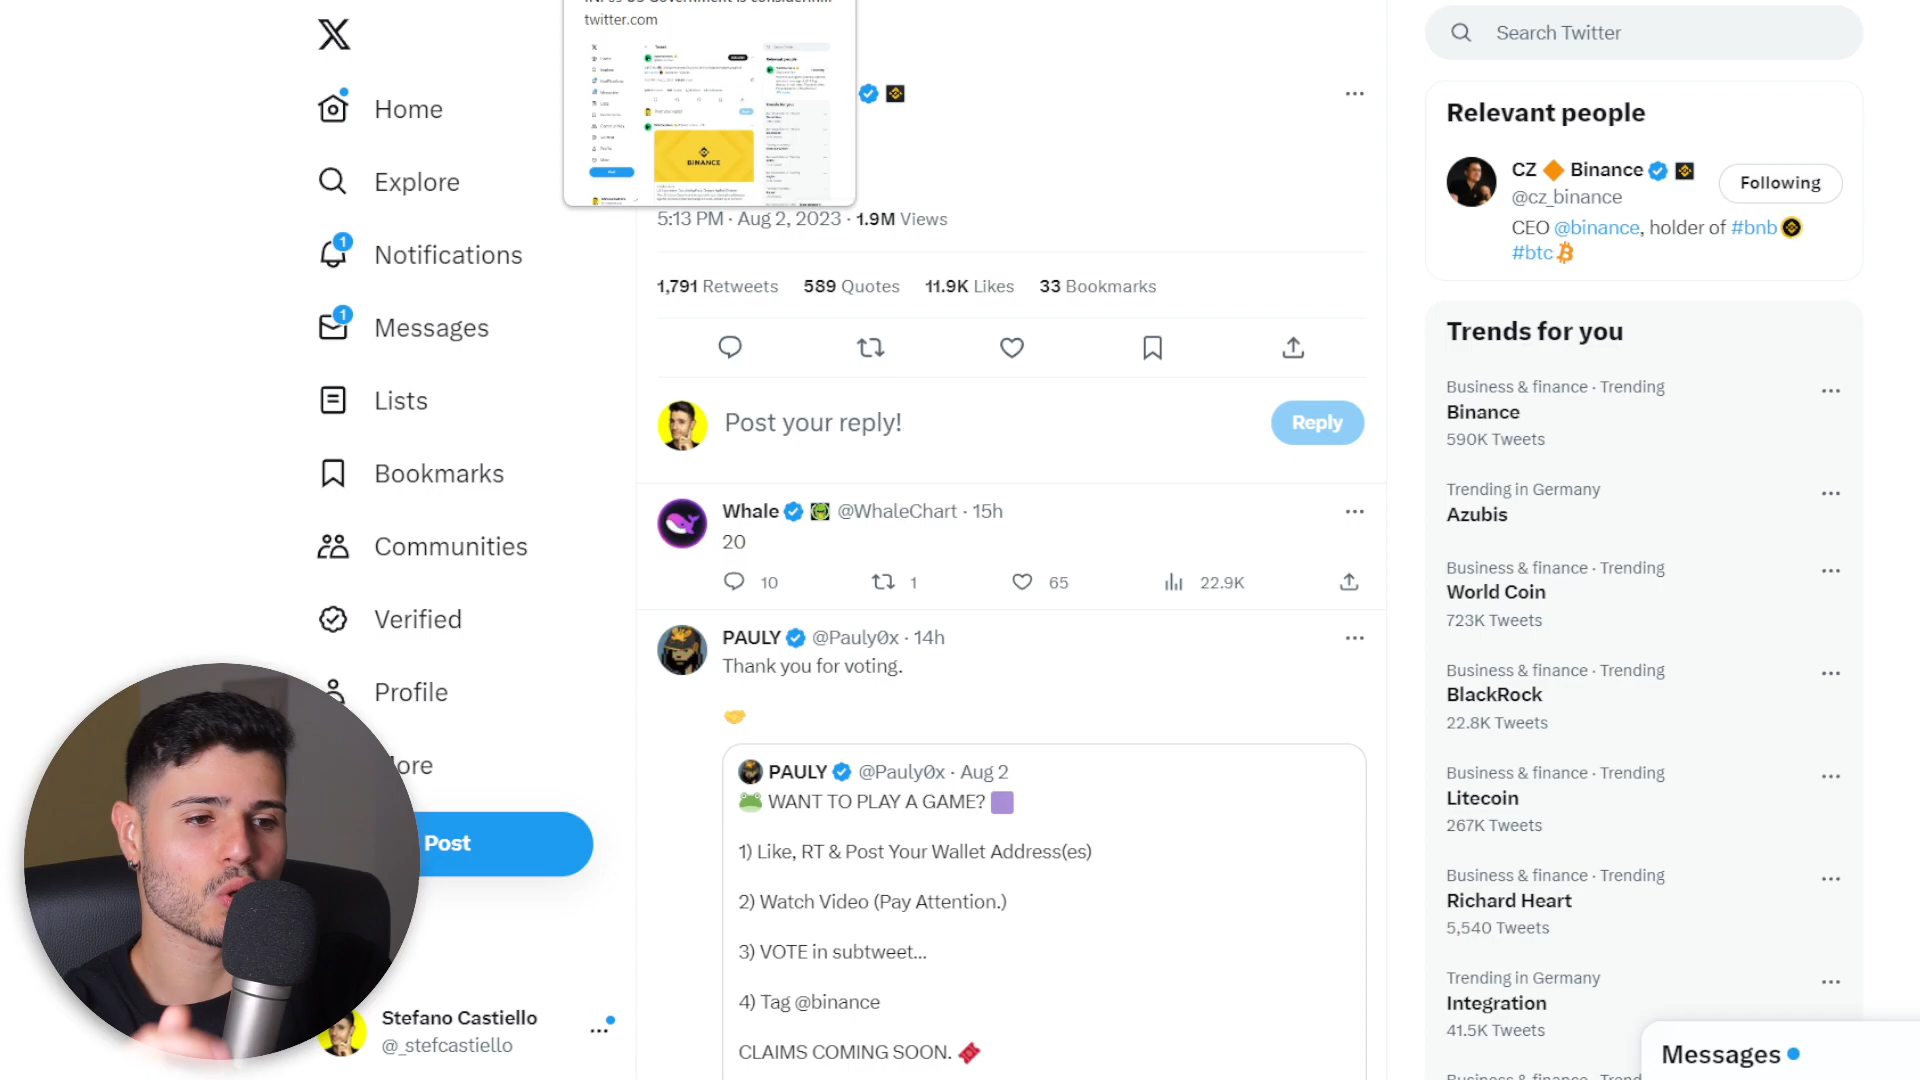 twitter.com
BINANCE
Home
Explore
1
Notifications
1
Messages
Lists
Bookmarks
Communities
Verified
Profile
ore
Post
Stefano Castiello
@_stefcastiello
5:13 PM · Aug 2, 2023 · 1.9M Views
1,791 Retweets 589 Quotes 11.9K Likes 33 Bookmarks
Post your reply!
Reply
Whale @WhaleChart · 15h
20
10 1 65 22.9K
PAULY @Pauly0x · 14h
Thank you for voting.
PAULY @Pauly0x · Aug 2
WANT TO PLAY A GAME?
1) Like, RT & Post Your Wallet Address(es)
2) Watch Video (Pay Attention.)
3) VOTE in subtweet...
4) Tag @binance
CLAIMS COMING SOON.
Search Twitter
Relevant people
CZ Binance
@cz_binance
Following
CEO @binance, holder of #bnb
#btc
Trends for you
Business & finance · Trending
Binance
590K Tweets
Trending in Germany
Azubis
Business & finance · Trending
World Coin
723K Tweets
Business & finance · Trending
BlackRock
22.8K Tweets
Business & finance · Trending
Litecoin
267K Tweets
Business & finance · Trending
Richard Heart
5,540 Tweets
Trending in Germany
Integration
41.5K Tweets
Messages